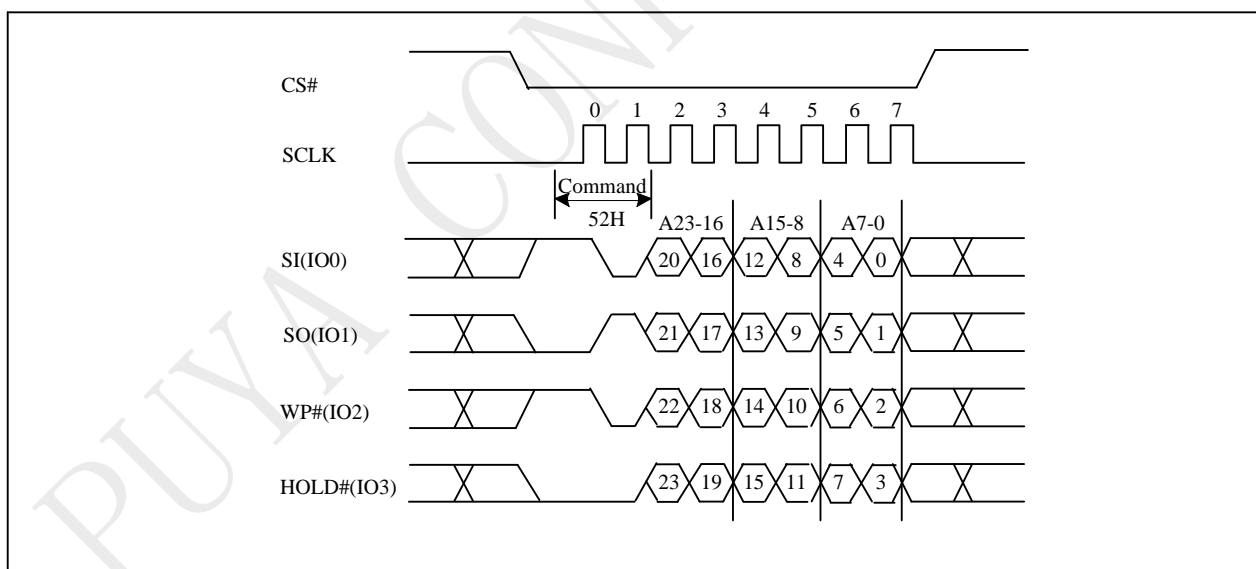 CS#
0 1 2 3 4 5 6 7
SCLK
Command
52H
A23-16 A15-8 A7-0
SI(IO0) 20 16 12 8 4 0
SO(IO1) 21 17 13 9 5 1
WP#(IO2) 22 18 14 10 6 2
HOLD#(IO3) 23 19 15 11 7 3
PUYA